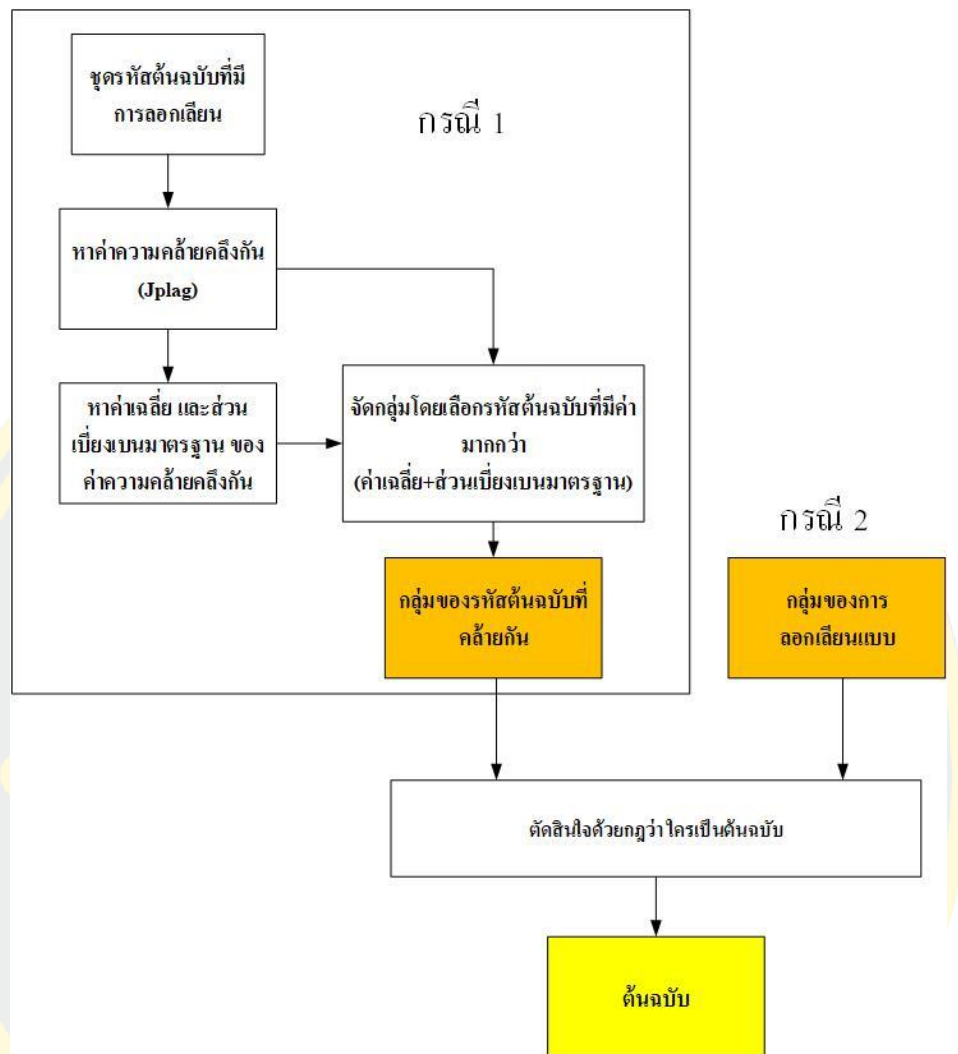 ชุดรหัสต้นฉบับที่มี
การลอกเลียน
กรณี 1
หาค่าความคล้ายคลึงกัน
(Jplag)
หาค่าเฉลี่ย และส่วน
เบี่ยงเบนมาตรฐาน ของ
ค่าความคล้ายคลึงกัน
จัดกลุ่มโดยเลือกรหัสต้นฉบับที่มีค่า
มากกว่า
(ค่าเฉลี่ย+ส่วนเบี่ยงเบนมาตรฐาน)
กลุ่มของรหัสต้นฉบับที่
คล้ายกัน
กรณี 2
กลุ่มของการ
ลอกเลียนแบบ
ตัดสินใจด้วยกฎว่าใครเป็นต้นฉบับ
ต้นฉบับ